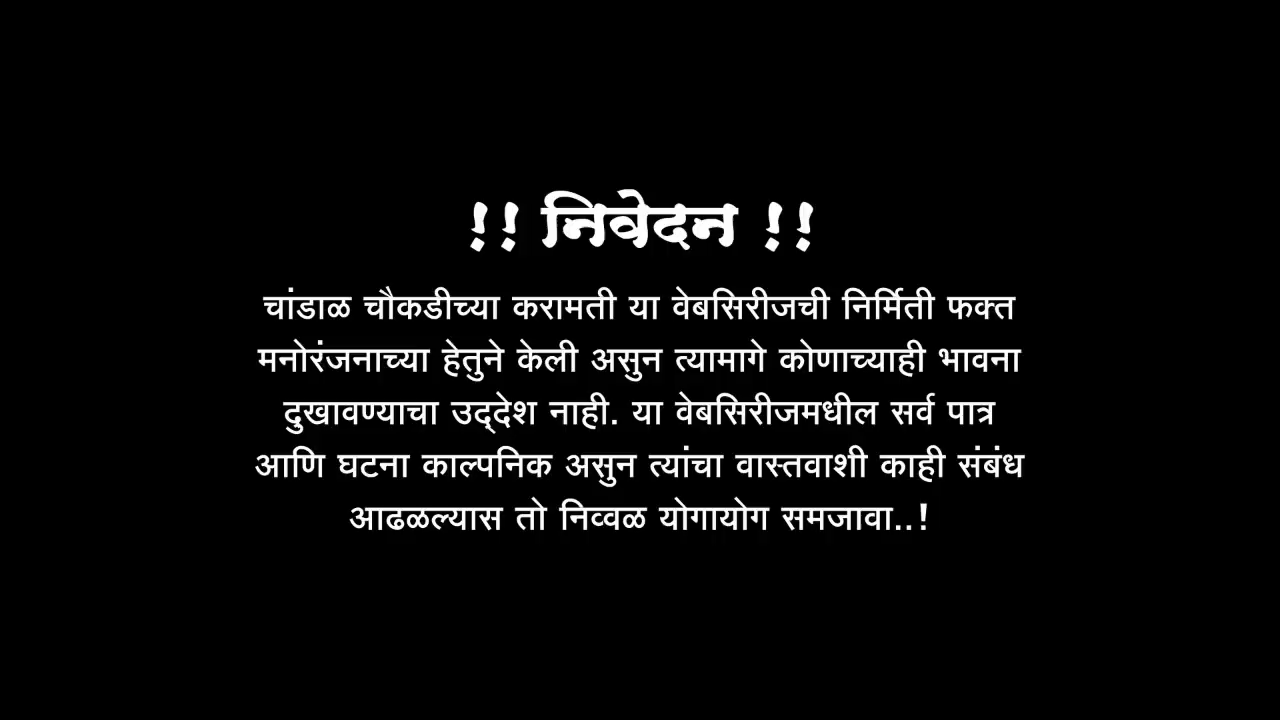 !! निवेदन !!
चांडाळ चौकडीच्या करामती या वेबसिरीजची निर्मिती फक्त
मनोरंजनाच्या हेतुने केली असुन त्यामागे कोणाच्याही भावना
दुखावण्याचा उद्‌देश नाही. या वेबसिरीजमधील सर्व पात्र
आणि घटना काल्पनिक असुन त्यांचा वास्तवाशी काही संबंध
आढळल्यास तो निव्वळ योगायोग समजावा..!